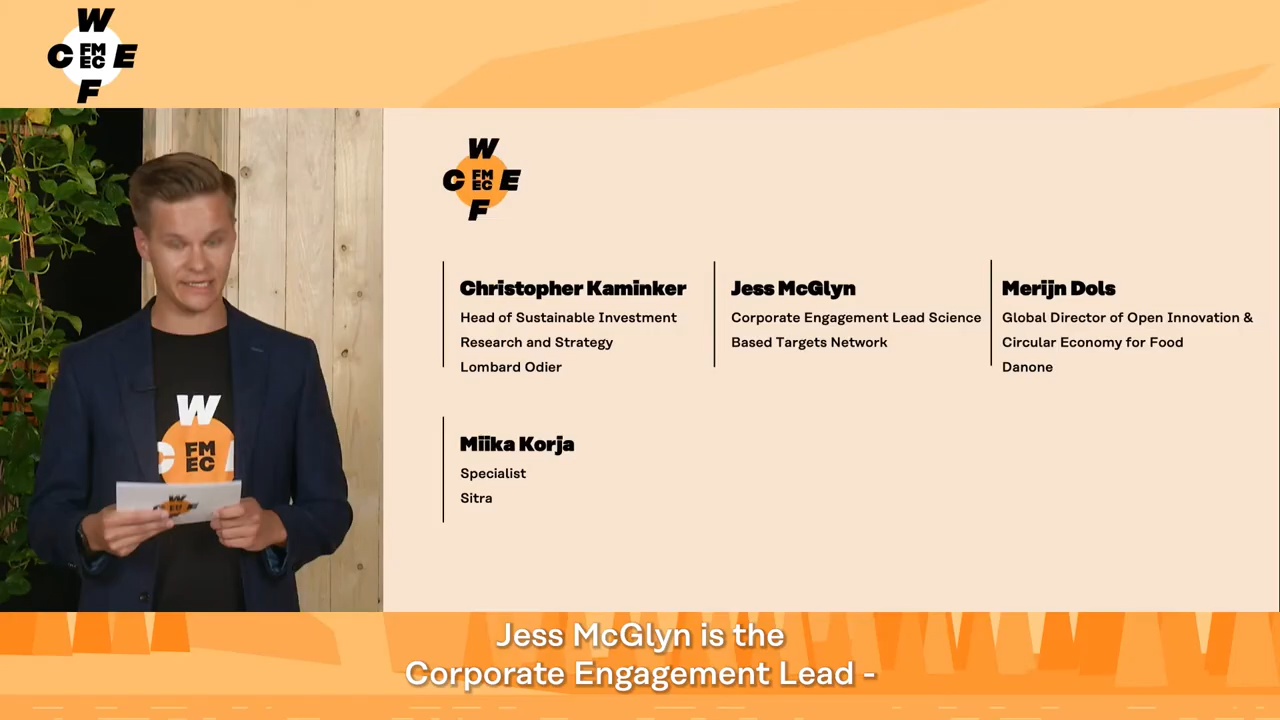 W
C FM E
EC
F
W
C FM E
EC
F
Christopher Kaminker
Head of Sustainable Investment
Research and Strategy
Lombard Odier
Jess McGlyn
Corporate Engagement Lead Science
Based Targets Network
Merijn Dols
Global Director of Open Innovation &
Circular Economy for Food
Danone
Miika Korja
Specialist
Sitra
W
C FM E
EC
Jess McGlyn is the
Corporate Engagement Lead -